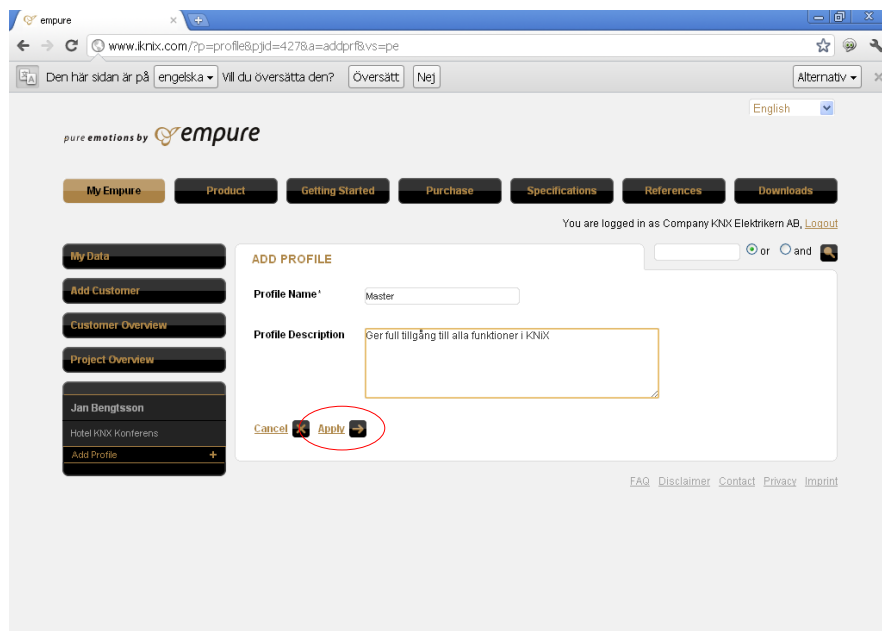 empure
www.iknix.com/?p=profile&pjid=427&a=addprf&vs=pe
Den här sidan är på engelska Vill du översätta den? Översätt Nej Alternativ
English
pure emotions by empure
My Empure Product Getting Started Purchase Specifications References Downloads
You are logged in as Company KNX Elektrikern AB, Logout
My Data
Add Customer
Customer Overview
Project Overview
Jan Bengtsson
Hotel KNX Konferens
Add Profile +
ADD PROFILE
or and
Profile Name*
Master
Profile Description
Ger full tillgång till alla funktioner i KNiX
Cancel Apply
FAQ Disclaimer Contact Privacy Imprint